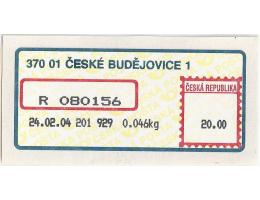 370 01 ČESKÉ BUDĚJOVICE 1
ČESKÁ REPUBLIKA
R 080156
20.00
24.02.04 201 929 0.046kg